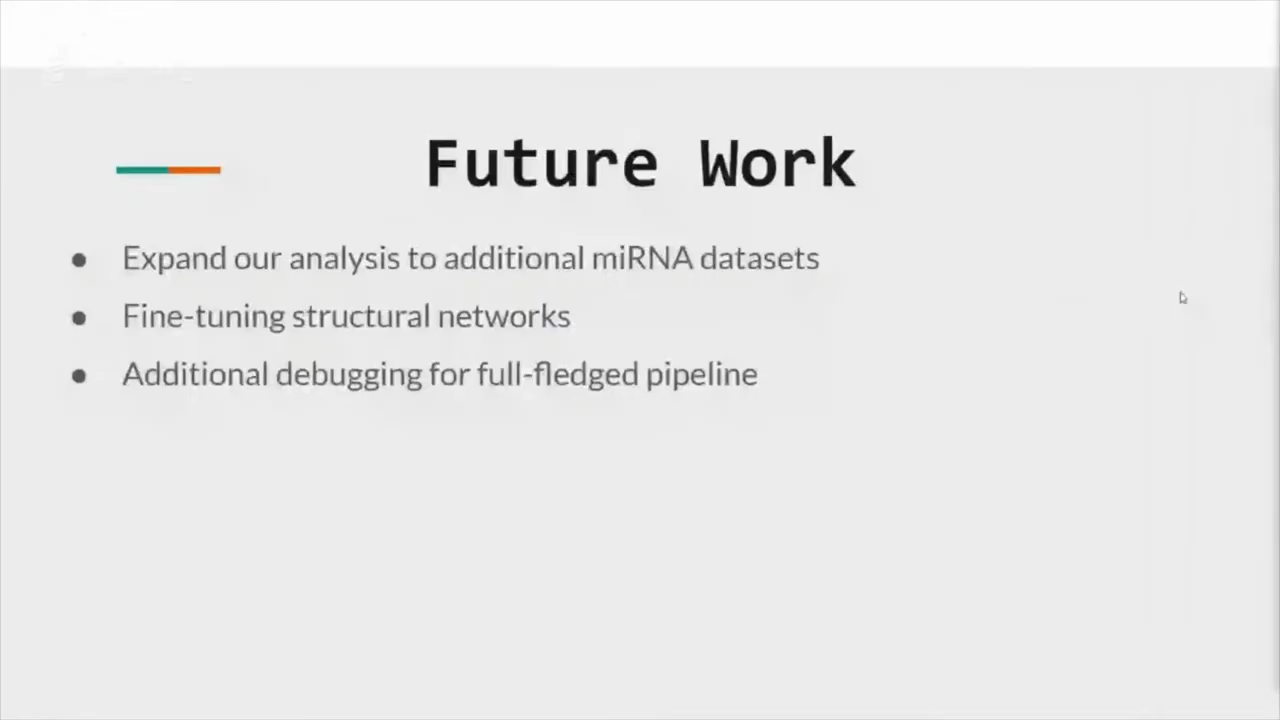 Future Work
● Expand our analysis to additional miRNA datasets
● Fine-tuning structural networks
● Additional debugging for full-fledged pipeline